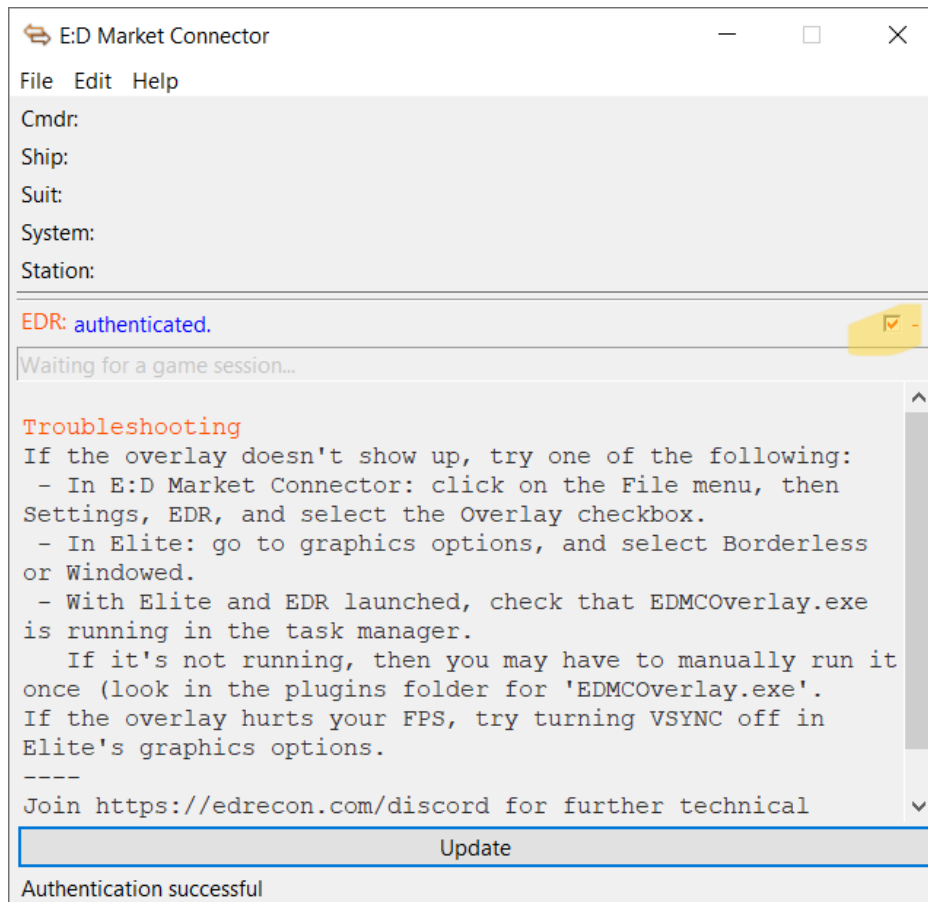 E:D Market Connector
File Edit Help
Cmdr:
Ship:
Suit:
System:
Station:
EDR: authenticated.
-
Waiting for a game session...
Troubleshooting
If the overlay doesn't show up, try one of the following:
 - In E:D Market Connector: click on the File menu, then
Settings, EDR, and select the Overlay checkbox.
 - In Elite: go to graphics options, and select Borderless
or Windowed.
 - With Elite and EDR launched, check that EDMCOverlay.exe
is running in the task manager.
   If it's not running, then you may have to manually run it
once (look in the plugins folder for 'EDMCOverlay.exe'.
If the overlay hurts your FPS, try turning VSYNC off in
Elite's graphics options.
----
Join https://edrecon.com/discord for further technical
Update
Authentication successful